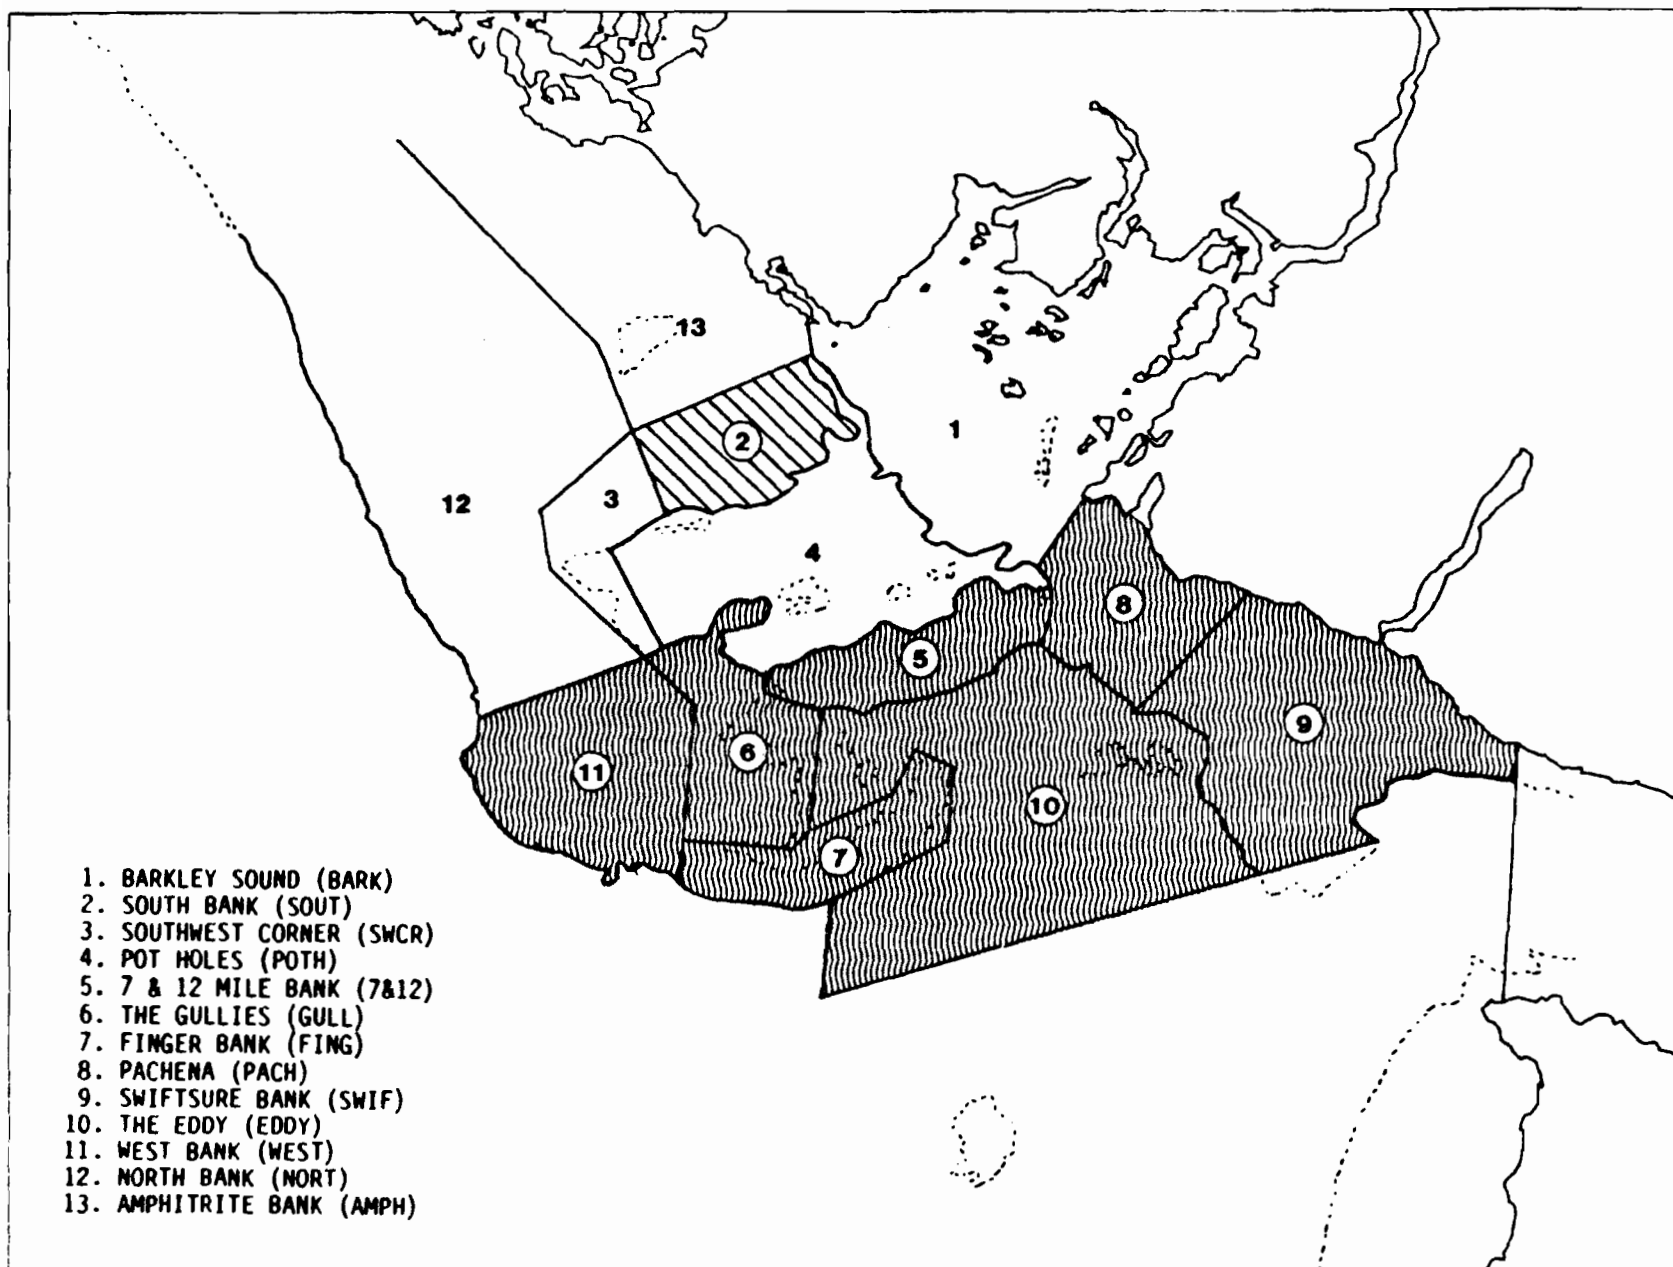 13
1
2
3
12
4
8
5
9
6
11
10
7
1. BARKLEY SOUND (BARK)
2. SOUTH BANK (SOUT)
3. SOUTHWEST CORNER (SWCR)
4. POT HOLES (POTH)
5. 7 & 12 MILE BANK (7&12)
6. THE GULLIES (GULL)
7. FINGER BANK (FING)
8. PACHENA (PACH)
9. SWIFTSURE BANK (SWIF)
10. THE EDDY (EDDY)
11. WEST BANK (WEST)
12. NORTH BANK (NORT)
13. AMPHITRITE BANK (AMPH)